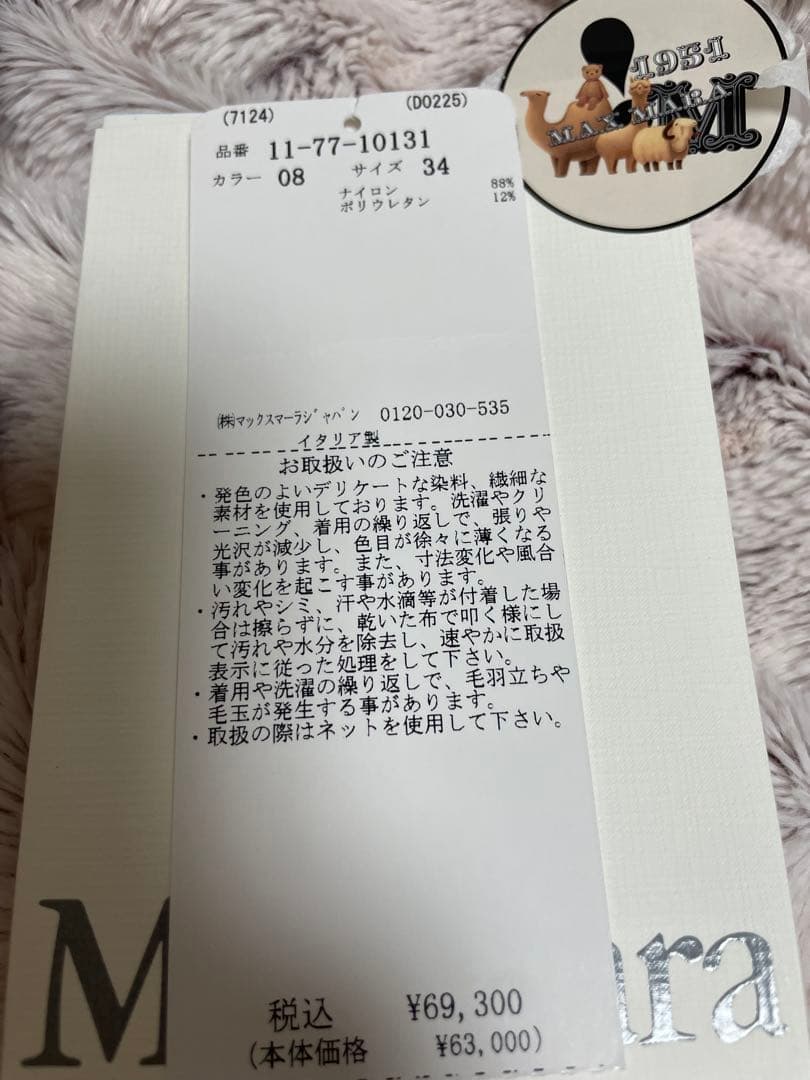 1951
MAX MARA
M
(7124) (D0225)
品番 11-77-10131
カラー 08 サイズ 34
ナイロン 88%
ポリウレタン 12%
㈱マックスマーラジャパン 0120-030-535
イタリア製
お取扱いのご注意
・発色のよいデリケートな染料、繊細な
素材を使用しております。洗濯やクリ
ーニング、着用の繰り返しで、張りや
光沢が減少し、色目が徐々に薄くなる
事があります。また、寸法変化や風合
い変化を起こす事があります。
・汚れやシミ、汗や水滴等が付着した場
合は擦らずに、乾いた布で叩く様にし
て汚れや水分を除去し、速やかに取扱
表示に従った処理をして下さい。
・着用や洗濯の繰り返しで、毛羽立ちや
毛玉が発生する事があります。
・取扱の際はネットを使用して下さい。
税込 ¥69,300
(本体価格 ¥63,000)
M ara